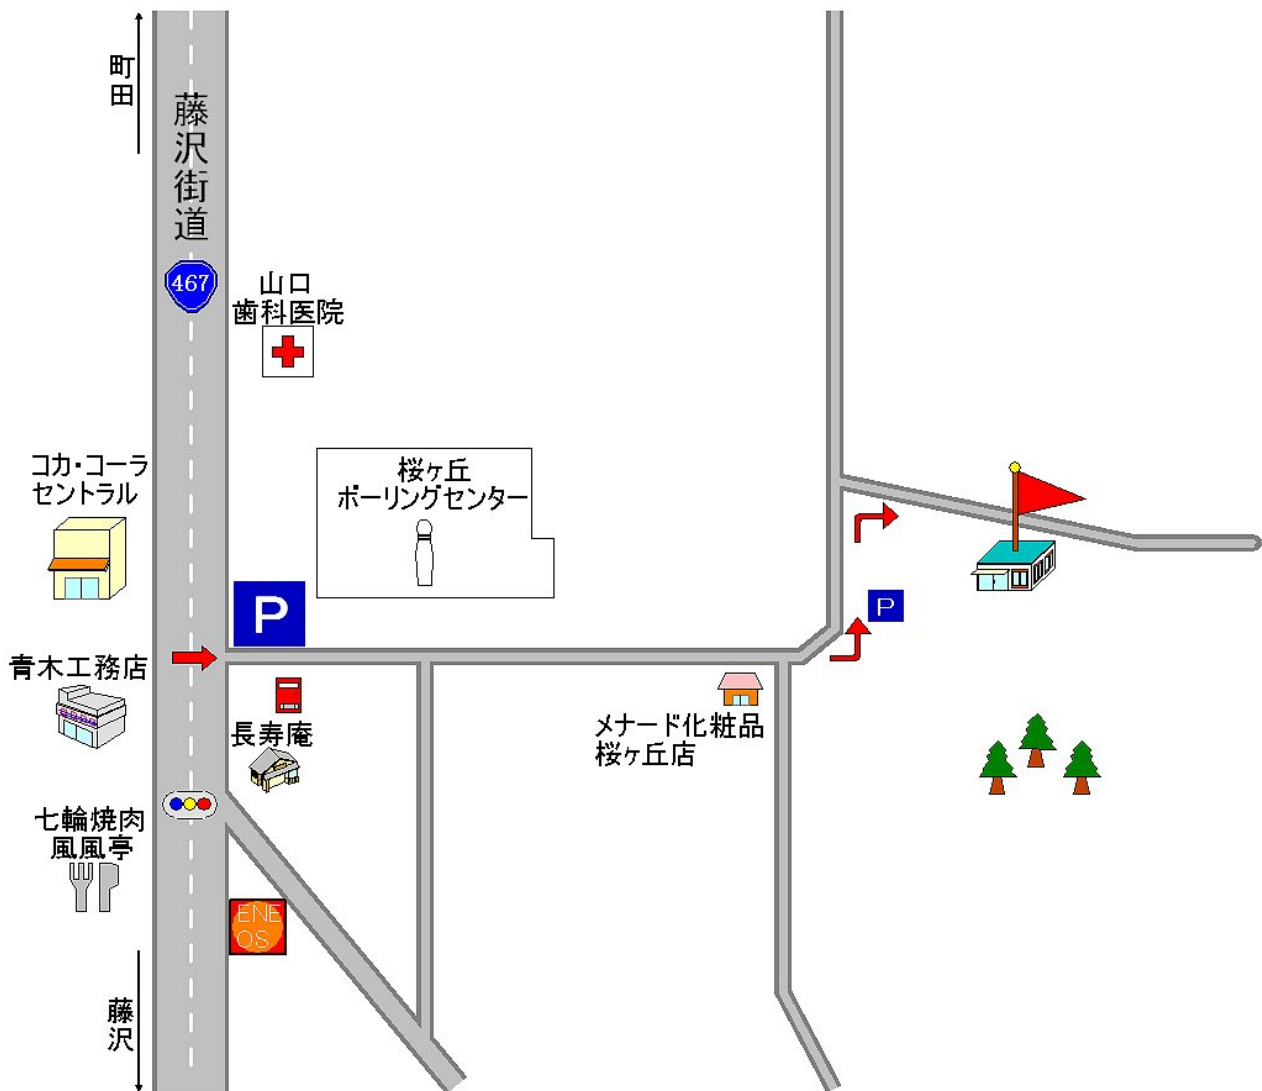 町田
藤沢街道
467
山口
歯科医院
コカ・コーラ
セントラル
桜ヶ丘
ボーリングセンター
P
P
青木工務店
長寿庵
メナード化粧品
桜ヶ丘店
七輪焼肉
風風亭
ENE
OS
藤沢